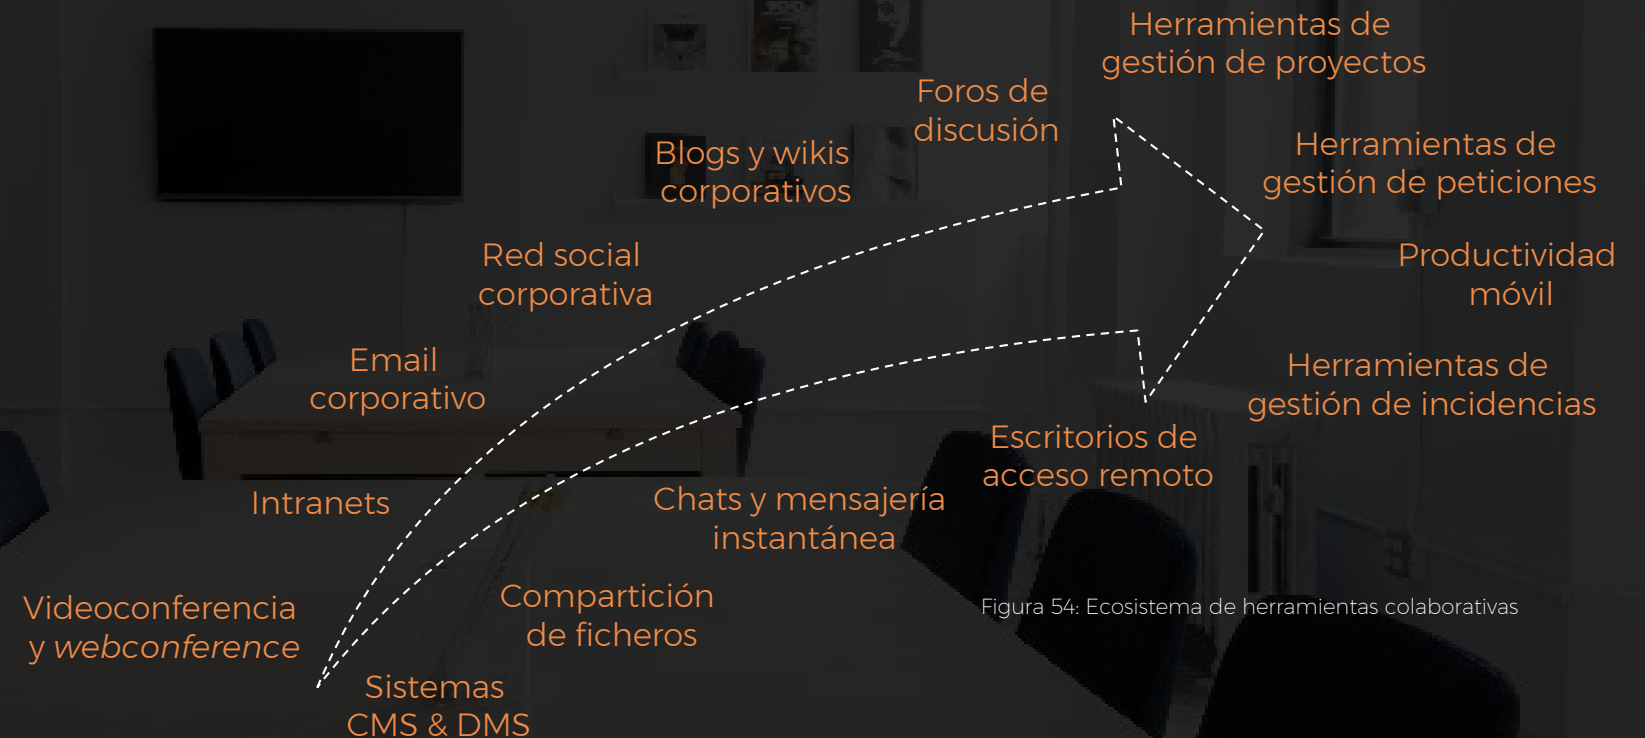 Herramientas de
gestión de proyectos
Foros de
discusión
Blogs y wikis
corporativos
Herramientas de
gestión de peticiones
Red social
corporativa
Productividad
móvil
Email
corporativo
Herramientas de
gestión de incidencias
Escritorios de
acceso remoto
Intranets
Chats y mensajería
instantánea
Videoconferencia
y webconference
Compartición
de ficheros
Figura 54: Ecosistema de herramientas colaborativas
Sistemas
CMS & DMS